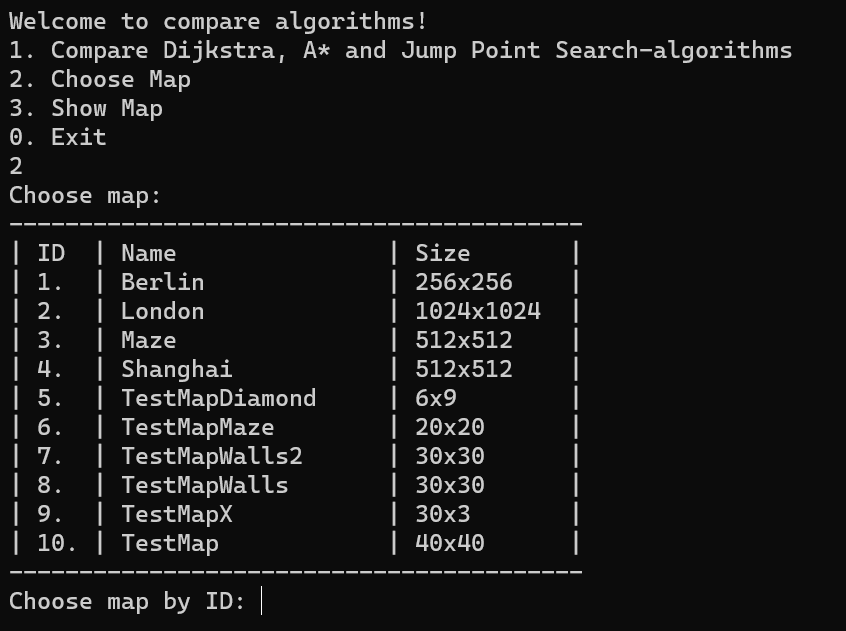 Welcome to compare algorithms!
1. Compare Dijkstra, A* and Jump Point Search-algorithms
2. Choose Map
3. Show Map
0. Exit
2
Choose map:
-----------------------------------------
| ID  | Name               | Size       |
| 1.  | Berlin             | 256x256    |
| 2.  | London             | 1024x1024  |
| 3.  | Maze               | 512x512    |
| 4.  | Shanghai           | 512x512    |
| 5.  | TestMapDiamond     | 6x9        |
| 6.  | TestMapMaze        | 20x20      |
| 7.  | TestMapWalls2      | 30x30      |
| 8.  | TestMapWalls       | 30x30      |
| 9.  | TestMapX           | 30x3       |
| 10. | TestMap            | 40x40      |
-----------------------------------------
Choose map by ID: